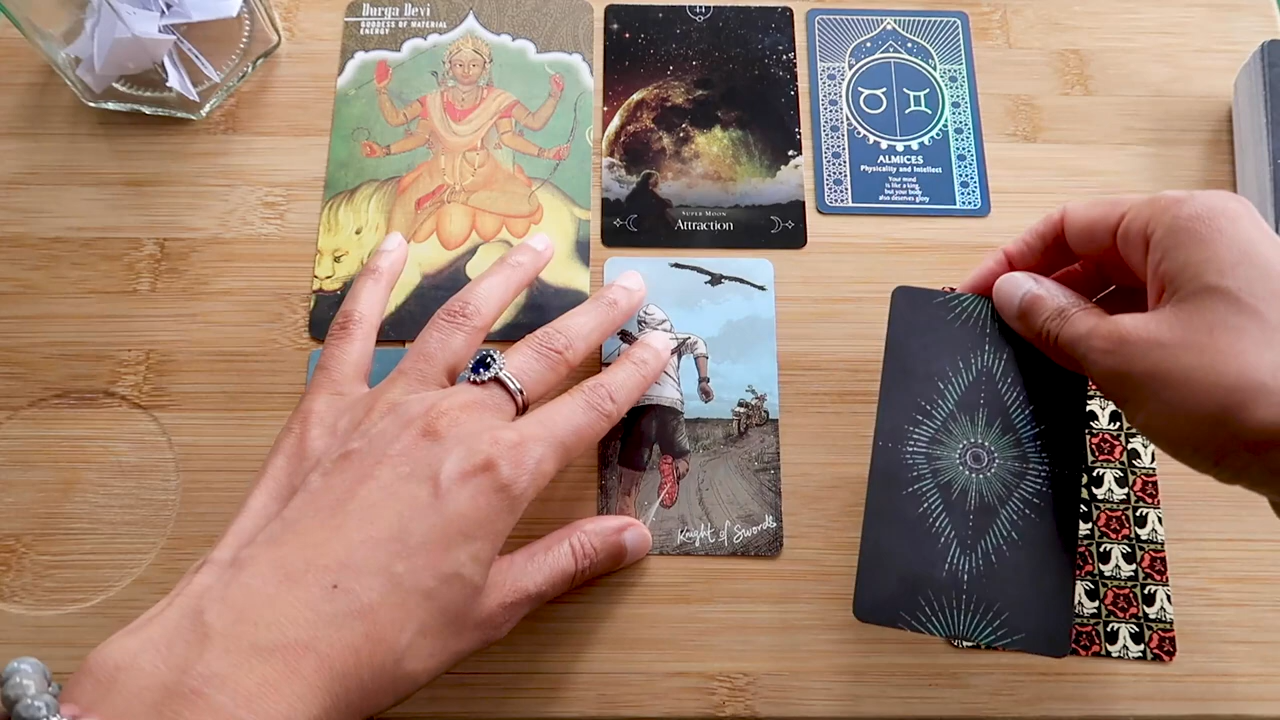 Durga Devi
GODDESS OF MATERIAL
ENERGY
44
SUPER MOON
Attraction
ALMICES
Physicality and Intellect
Your mind
is like a king,
but your body
also deserves glory
Knight of Swords